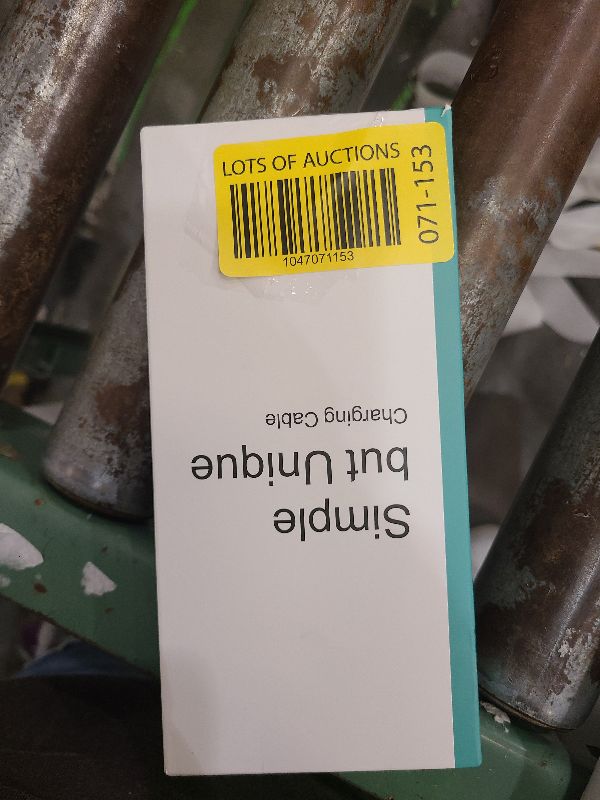 LOTS OF AUCTIONS
1047071153
071-153
Simple
but Unique
Charging Cable